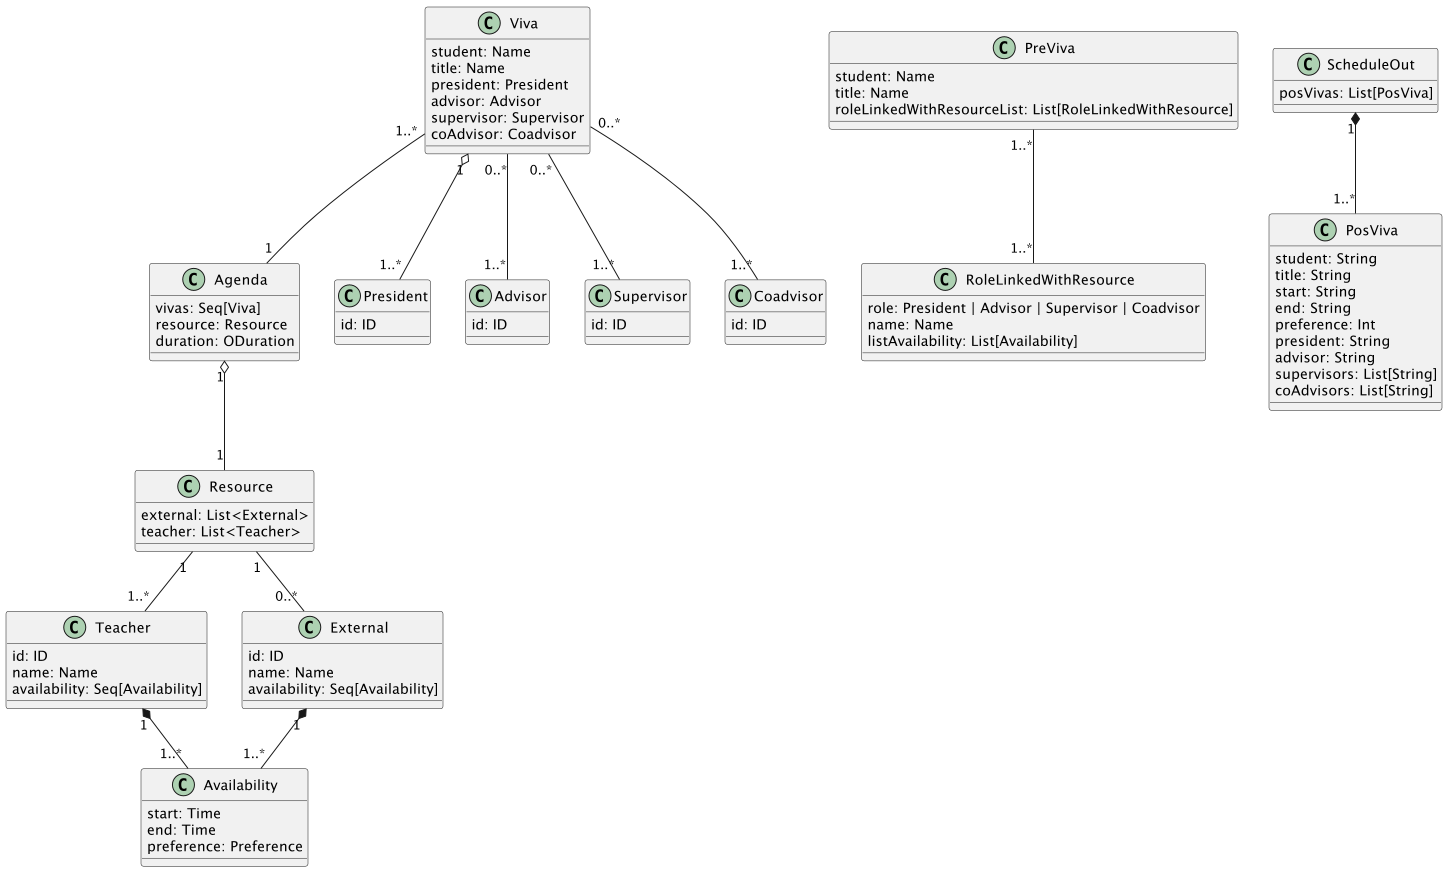 C Viva
student: Name
title: Name
president: President
advisor: Advisor
supervisor: Supervisor
coAdvisor: Coadvisor
C PreViva
student: Name
title: Name
roleLinkedWithResourceList: List[RoleLinkedWithResource]
C ScheduleOut
posVivas: List[PosViva]
1..*
1
0..*
0..*
0..*
1..*
1
1
1..*
1..*
1..*
1..*
1..*
1..*
C Agenda
vivas: Seq[Viva]
resource: Resource
duration: ODuration
C President
id: ID
C Advisor
id: ID
C Supervisor
id: ID
C Coadvisor
id: ID
C RoleLinkedWithResource
role: President | Advisor | Supervisor | Coadvisor
name: Name
listAvailability: List[Availability]
C PosViva
student: String
title: String
start: String
end: String
preference: Int
president: String
advisor: String
supervisors: List[String]
coAdvisors: List[String]
1
1
C Resource
external: List<External>
teacher: List<Teacher>
1
1
1..*
0..*
C Teacher
id: ID
name: Name
availability: Seq[Availability]
C External
id: ID
name: Name
availability: Seq[Availability]
1
1
1..*
1..*
C Availability
start: Time
end: Time
preference: Preference